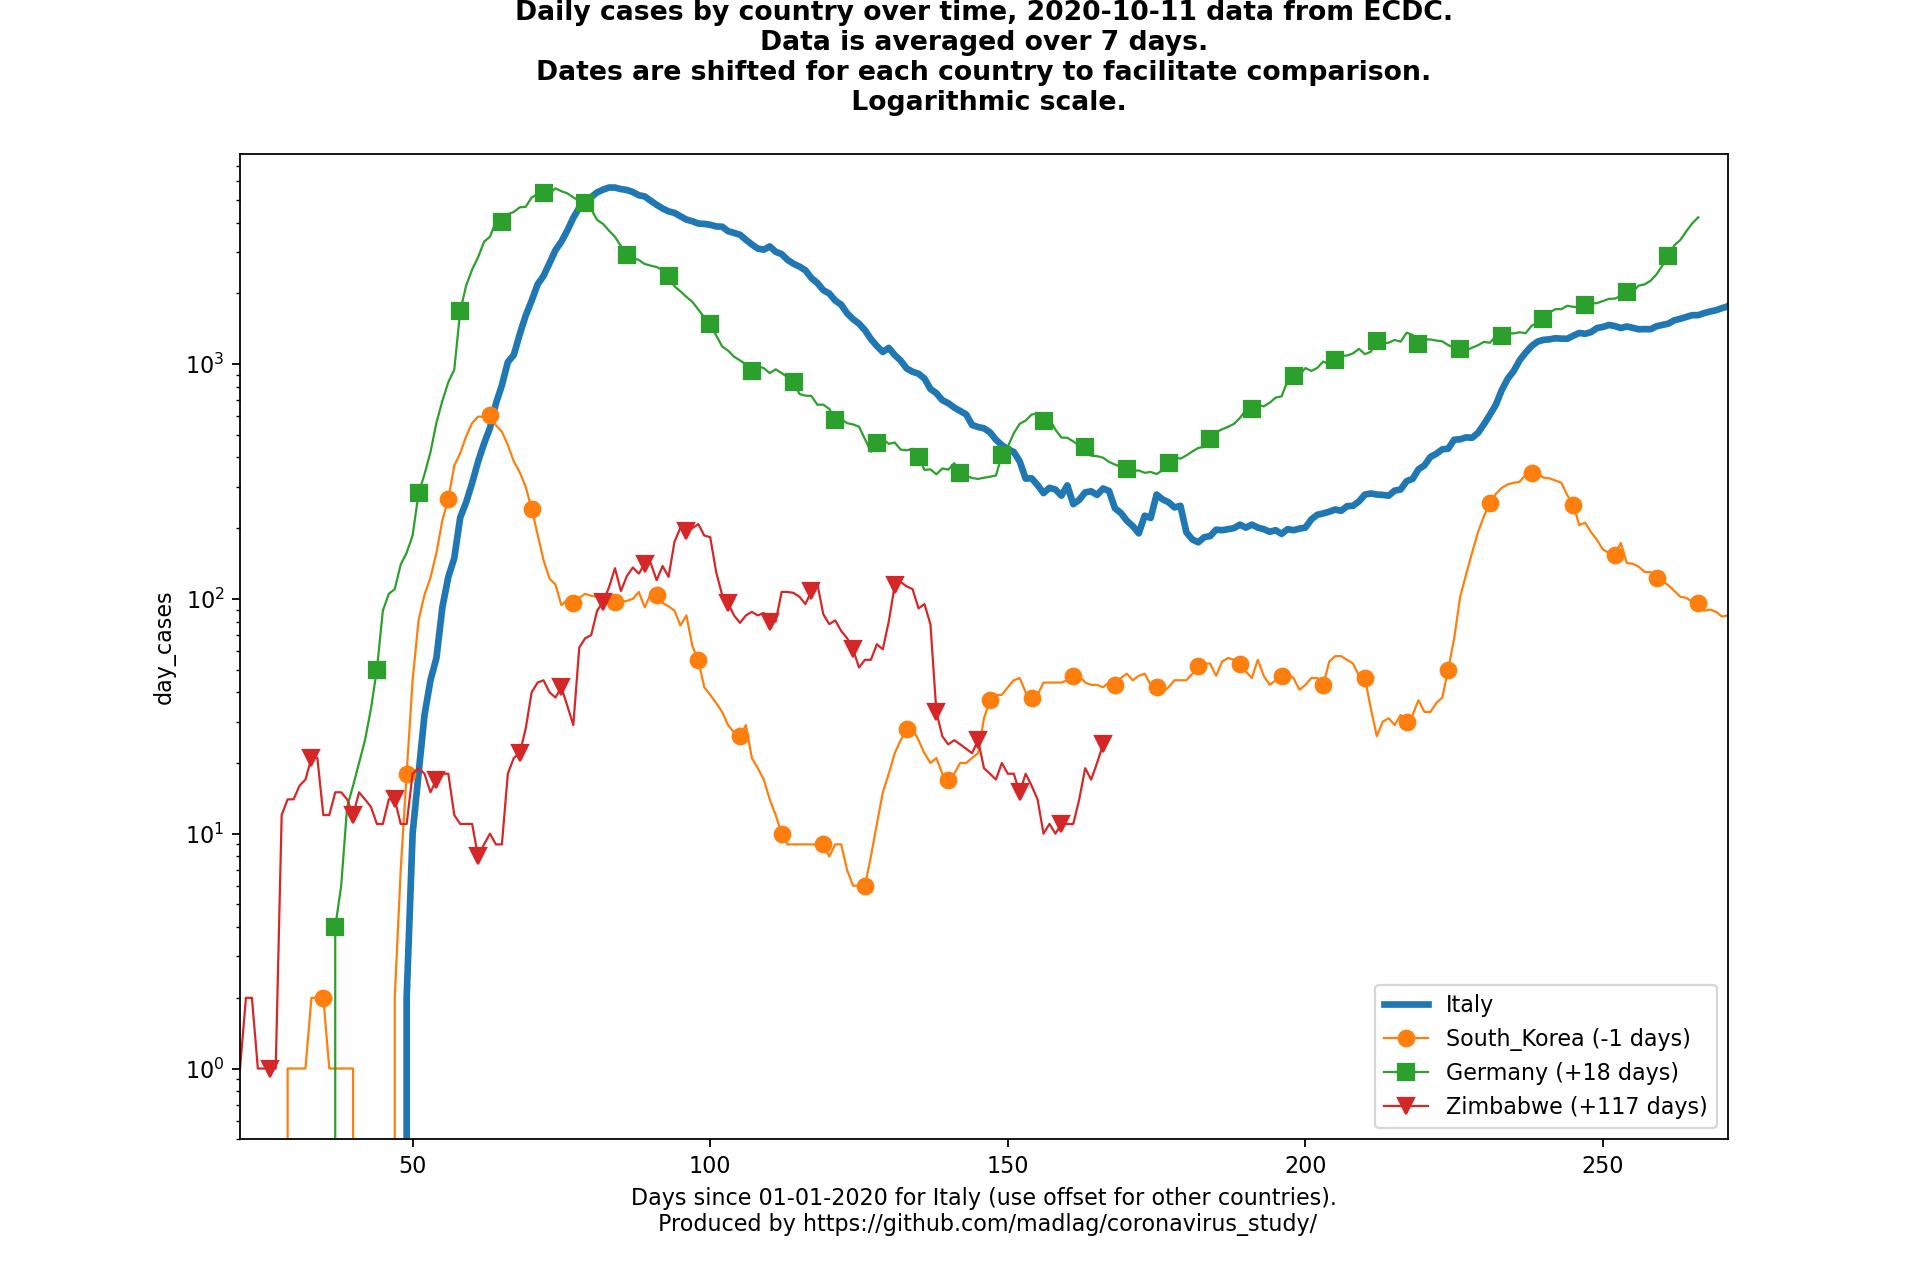 Daily cases by country over time, 2020-10-11 data from ECDC.
Data is averaged over 7 days.
Dates are shifted for each country to facilitate comparison.
Logarithmic scale.
day_cases
10^3
10^2
10^1
10^0
50
100
150
200
250
Italy
South_Korea (-1 days)
Germany (+18 days)
Zimbabwe (+117 days)
Days since 01-01-2020 for Italy (use offset for other countries).
Produced by https://github.com/madlag/coronavirus_study/